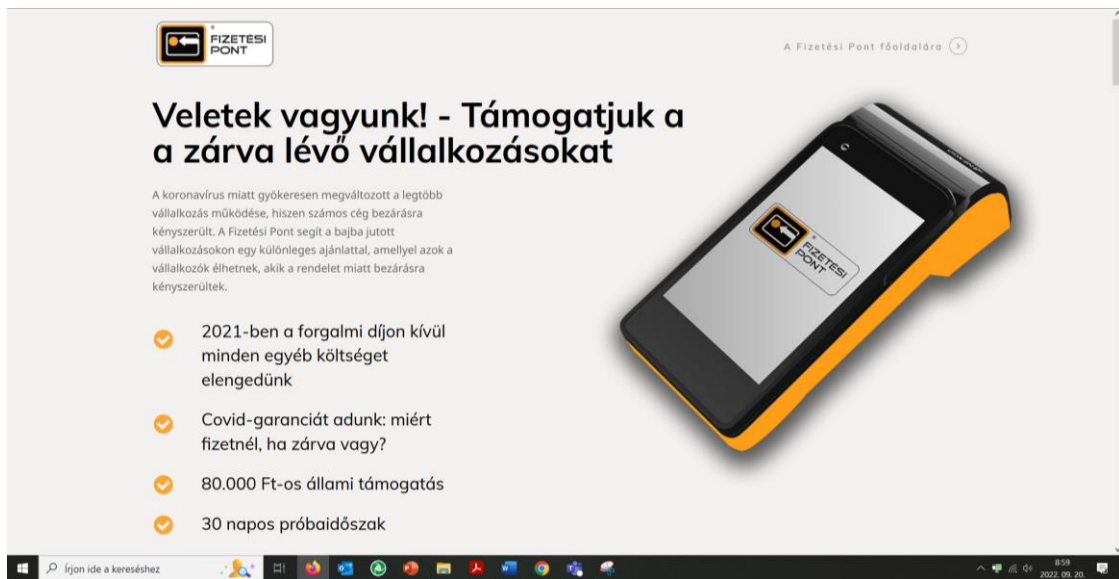 FIZETÉSI
PONT
A Fizetési Pont főoldalára
Veletek vagyunk! - Támogatjuk a
a zárva lévő vállalkozásokat
A koronavírus miatt gyökeresen megváltozott a legtöbb
vállalkozás működése, hiszen számos cég bezárásra
kényszerült. A Fizetési Pont segít a bajba jutott
vállalkozásokon egy különleges ajánlattal, amellyel azok a
vállalkozók élhetnek, akik a rendelet miatt bezárásra
kényszerültek.
2021-ben a forgalmi díjon kívül
minden egyéb költséget
elengedünk
Covid-garanciát adunk: miért
fizetnél, ha zárva vagy?
80.000 Ft-os állami támogatás
30 napos próbaidőszak
FIZETÉSI
PONT
Írjon ide a kereséshez
8:59
2022. 09. 20.